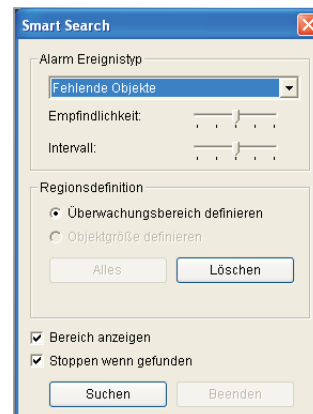 Smart Search
Alarm Ereignistyp
Fehlende Objekte
Empfindlichkeit:
Intervall:
Regionsdefinition
Überwachungsbereich definieren
Objektgröße definieren
Alles Löschen
Bereich anzeigen
Stoppen wenn gefunden
Suchen Beenden